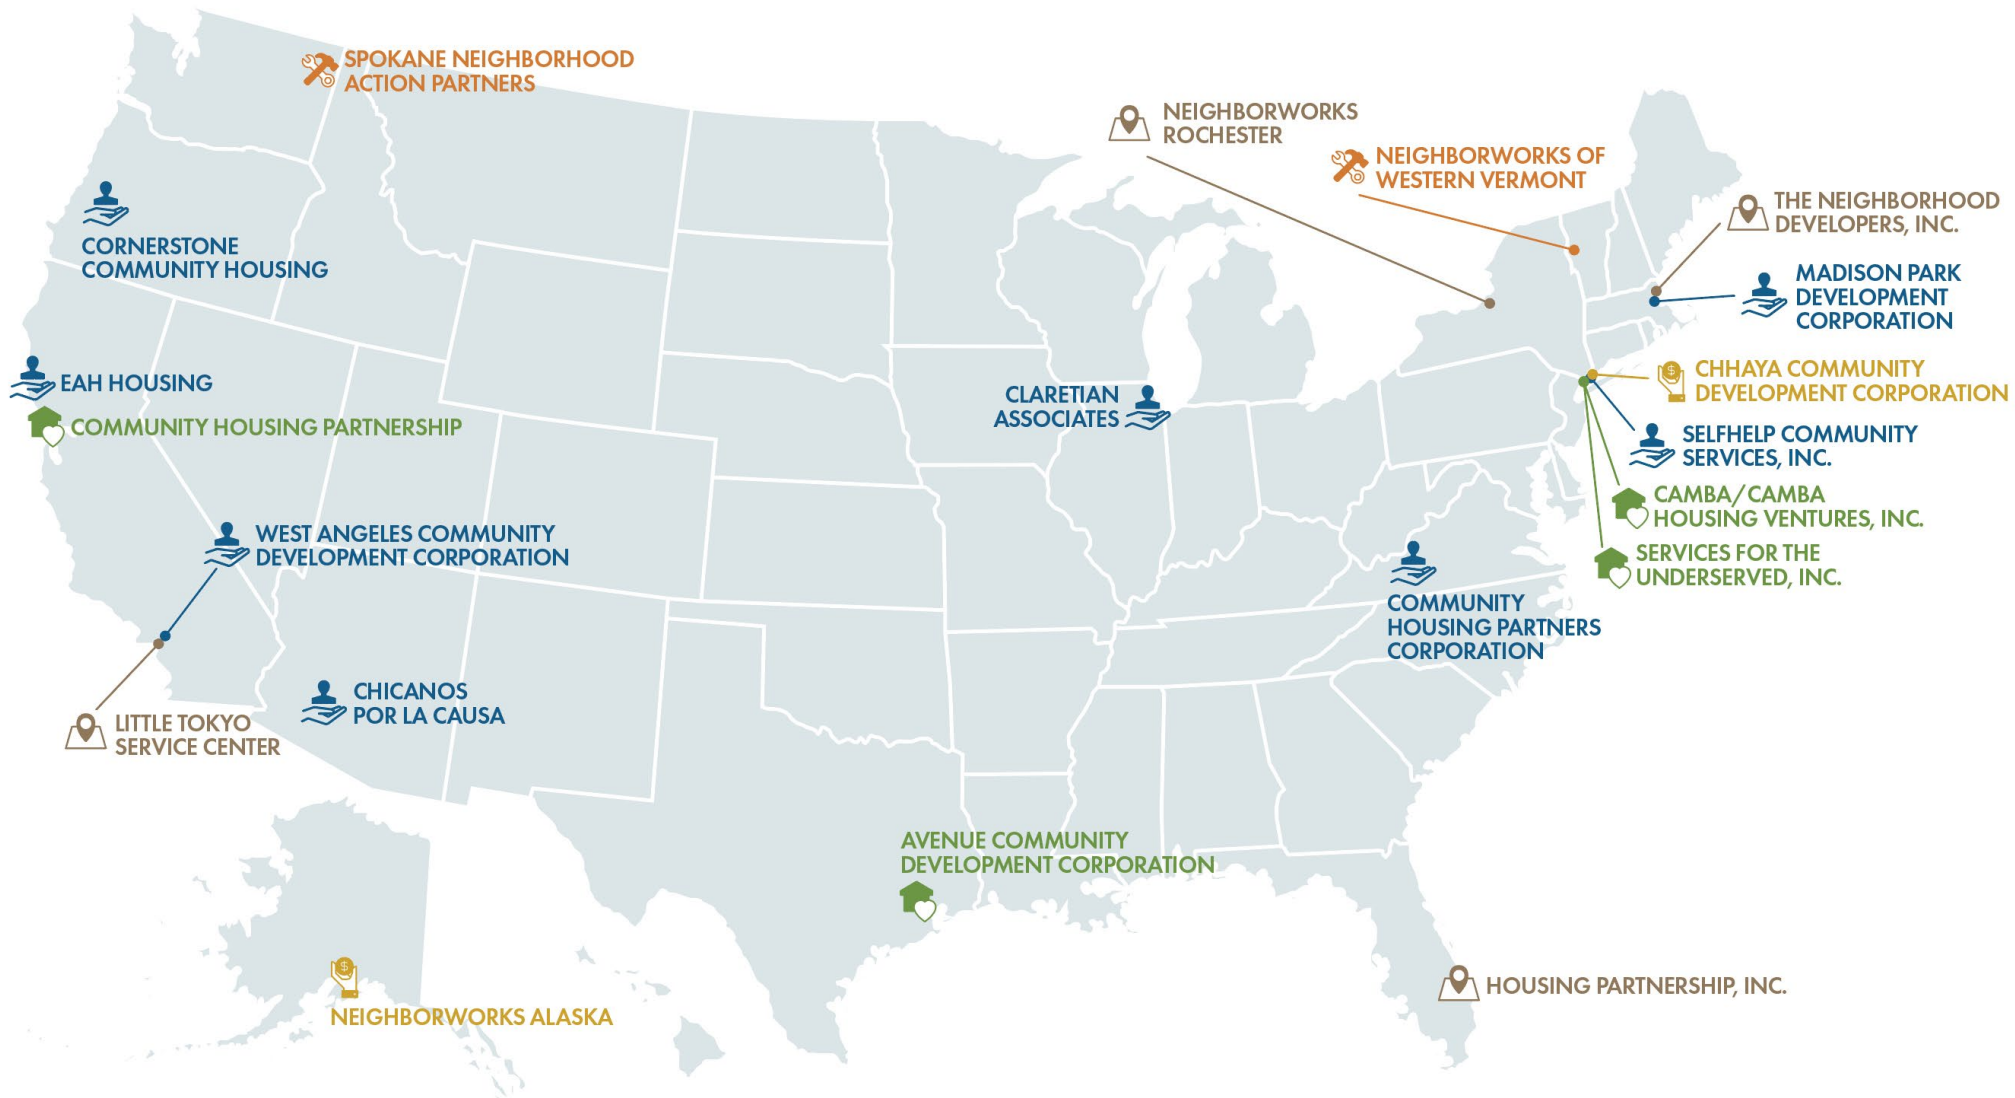 SPOKANE NEIGHBORHOOD
ACTION PARTNERS
NEIGHBORWORKS
ROCHESTER
NEIGHBORWORKS OF
WESTERN VERMONT
THE NEIGHBORHOOD
DEVELOPERS, INC.
CORNERSTONE
COMMUNITY HOUSING
MADISON PARK
DEVELOPMENT
CORPORATION
EAH HOUSING
COMMUNITY HOUSING PARTNERSHIP
CLARETIAN
ASSOCIATES
$
CHHAYA COMMUNITY
DEVELOPMENT CORPORATION
SELFHELP COMMUNITY
SERVICES, INC.
CAMBA/CAMBA
HOUSING VENTURES, INC.
SERVICES FOR THE
UNDERSERVED, INC.
WEST ANGELES COMMUNITY
DEVELOPMENT CORPORATION
COMMUNITY
HOUSING PARTNERS
CORPORATION
CHICANOS
POR LA CAUSA
LITTLE TOKYO
SERVICE CENTER
AVENUE COMMUNITY
DEVELOPMENT CORPORATION
$
NEIGHBORWORKS ALASKA
HOUSING PARTNERSHIP, INC.